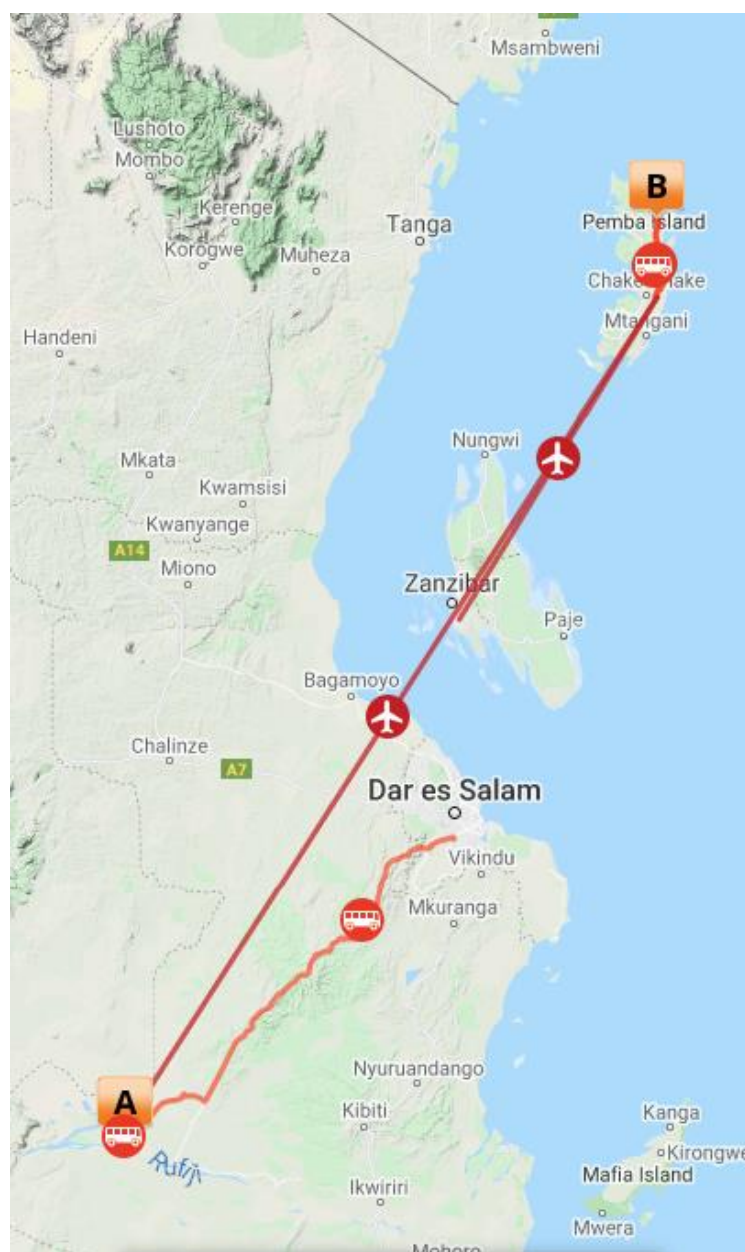 Msambweni
Lushoto
Mombo
B
Kerenge
Tanga
Pemba Island
Korogwe
Muheza
Chake Chake
Mtangani
Handeni
Nungwi
Mkata
Kwamsisi
Kwanyange
A14
Miono
Zanzibar
Paje
Bagamoyo
Chalinze
A7
Dar es Salam
Vikindu
Mkuranga
Nyuruandango
A
Kibiti
Kanga
Rufiji
Kirongwe
Ikwiriri
Mafia Island
Mwera